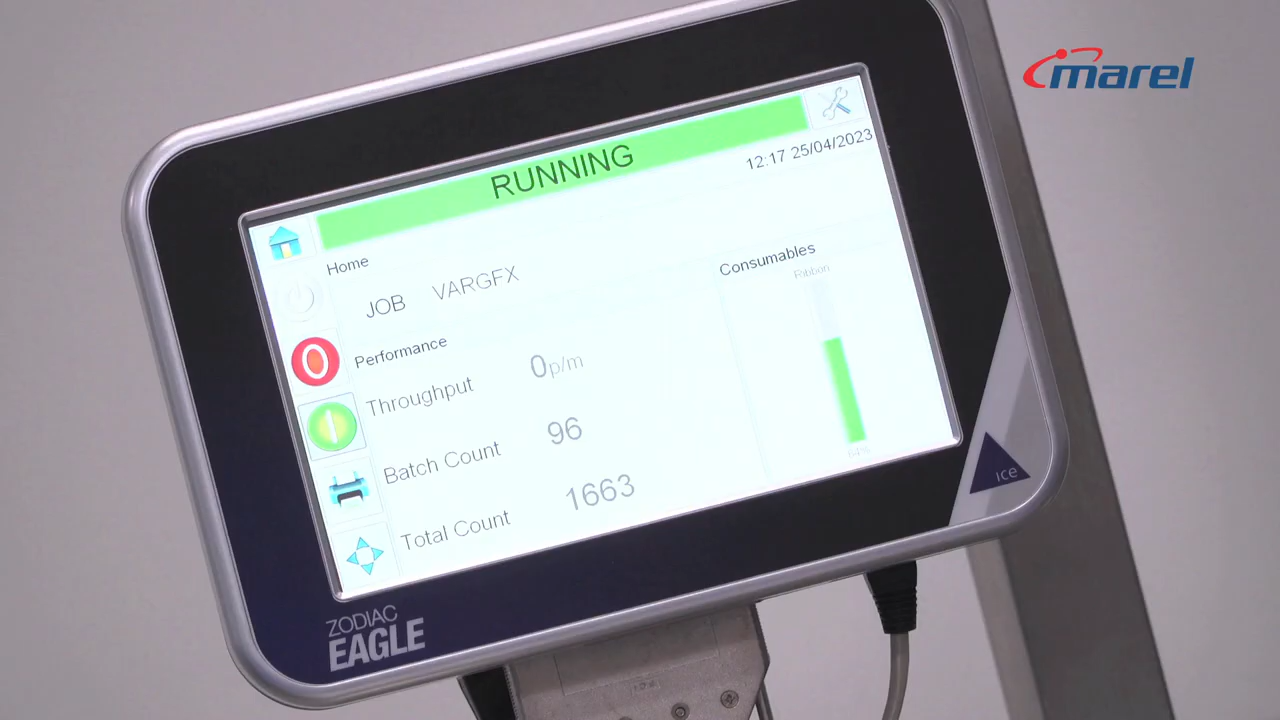 marel
RUNNING
12:17 25/04/2023
Home
JOB VARGFX
Consumables
Ribbon
Performance
Throughput 0p/m
Batch Count 96
Total Count 1663
64%
ice
ZODIAC
EAGLE